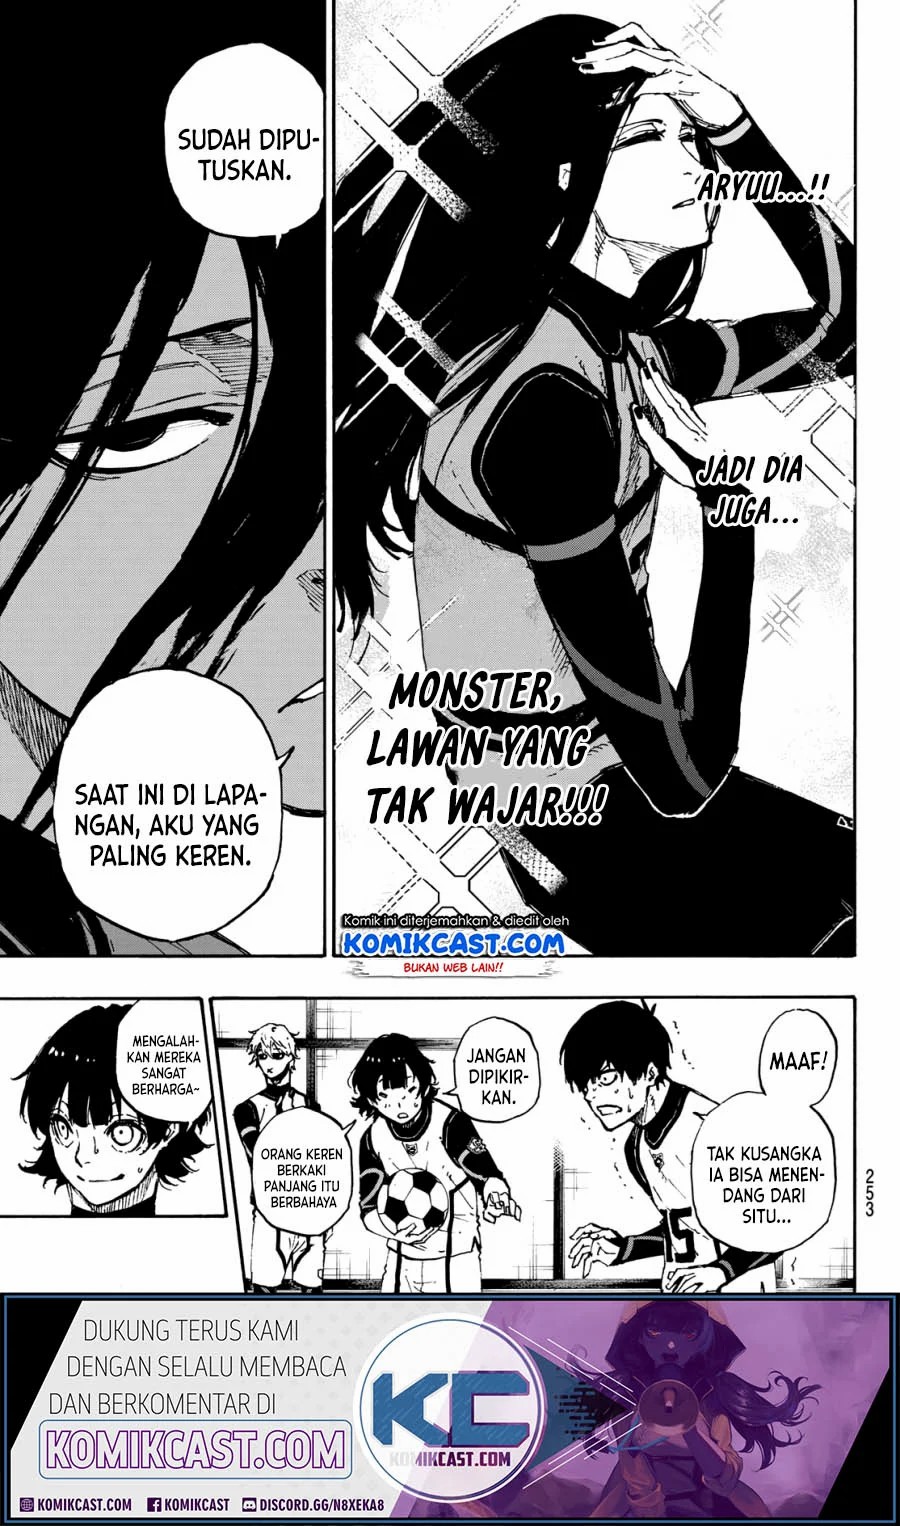 ARYUU...!!
JADI DIA
JUGA...
MONSTER,
LAWAN YANG
TAK WAJAR!!!
SUDAH DIPU-
TUSKAN.
SAAT INI DI LAPA-
NGAN, AKU YANG
PALING KEREN.
Komik ini diterjemahkan & diedit oleh
KOMIKCAST.COM
BUKAN WEB LAIN!!
MAAF!
TAK KUSANGKA
IA BISA MENEN-
DANG DARI
SITU...
15
JANGAN
DIPIKIR-
KAN.
ORANG KEREN
BERKAKI
PANJANG ITU
BERBAHAYA
MENGALAH-
KAN MEREKA
SANGAT
BERHARGA~
253
DUKUNG TERUS KAMI
DENGAN SELALU MEMBACA
DAN BERKOMENTAR DI
KOMIKCAST.COM
KC
KOMIKCAST.COM
KOMIKCAST.COM
KOMIKCAST
DISCORD.GG/N8XEKA8